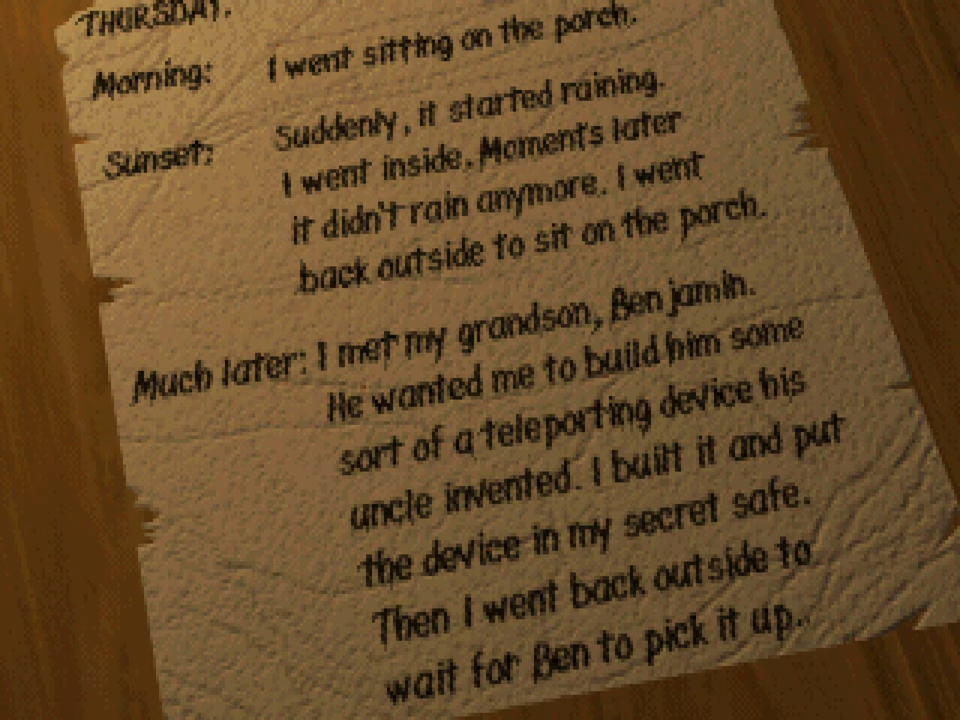 THURSDAY.
Morning: I went sitting on the porch.
Sunset: Suddenly, it started raining.
I went inside. Moment's later
it didn't rain anymore. I went
back outside to sit on the porch.
Much later: I met my grandson, Benjamin.
He wanted me to build him some
sort of a teleporting device his
uncle invented. I built it and put
the device in my secret safe.
Then I went back outside to
wait for Ben to pick it up..